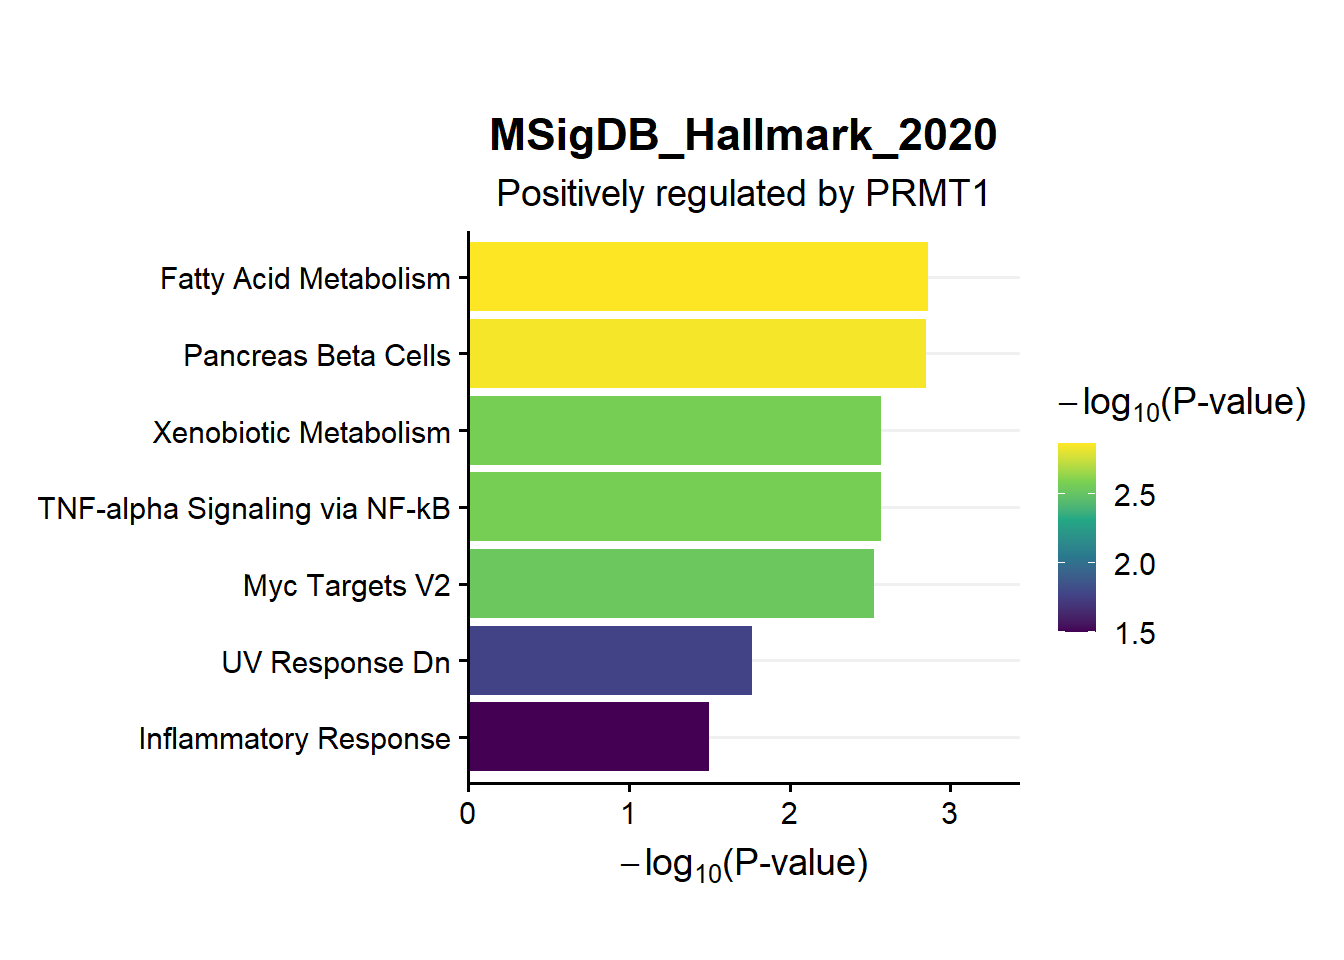 MSigDB_Hallmark_2020
Positively regulated by PRMT1
Fatty Acid Metabolism
Pancreas Beta Cells
Xenobiotic Metabolism
TNF-alpha Signaling via NF-kB
Myc Targets V2
UV Response Dn
Inflammatory Response
0 1 2 3
−log₁₀(P-value)
−log₁₀(P-value)
2.5
2.0
1.5